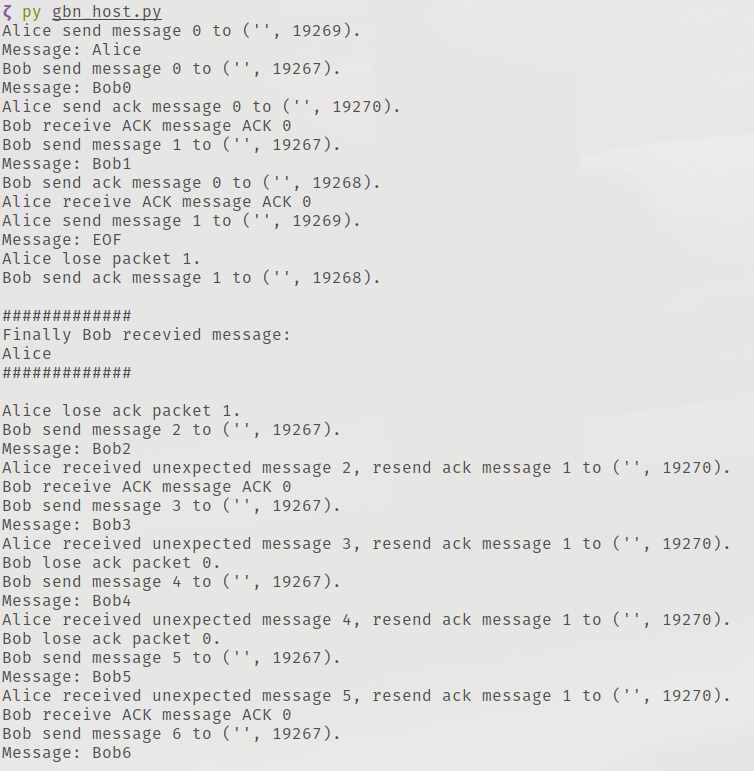 ζ py gbn_host.py
Alice send message 0 to ('', 19269).
Message: Alice
Bob send message 0 to ('', 19267).
Message: Bob0
Alice send ack message 0 to ('', 19270).
Bob receive ACK message ACK 0
Bob send message 1 to ('', 19267).
Message: Bob1
Bob send ack message 0 to ('', 19268).
Alice receive ACK message ACK 0
Alice send message 1 to ('', 19269).
Message: EOF
Alice lose packet 1.
Bob send ack message 1 to ('', 19268).

#############
Finally Bob recevied message:
Alice
#############

Alice lose ack packet 1.
Bob send message 2 to ('', 19267).
Message: Bob2
Alice received unexpected message 2, resend ack message 1 to ('', 19270).
Bob receive ACK message ACK 0
Bob send message 3 to ('', 19267).
Message: Bob3
Alice received unexpected message 3, resend ack message 1 to ('', 19270).
Bob lose ack packet 0.
Bob send message 4 to ('', 19267).
Message: Bob4
Alice received unexpected message 4, resend ack message 1 to ('', 19270).
Bob lose ack packet 0.
Bob send message 5 to ('', 19267).
Message: Bob5
Alice received unexpected message 5, resend ack message 1 to ('', 19270).
Bob receive ACK message ACK 0
Bob send message 6 to ('', 19267).
Message: Bob6